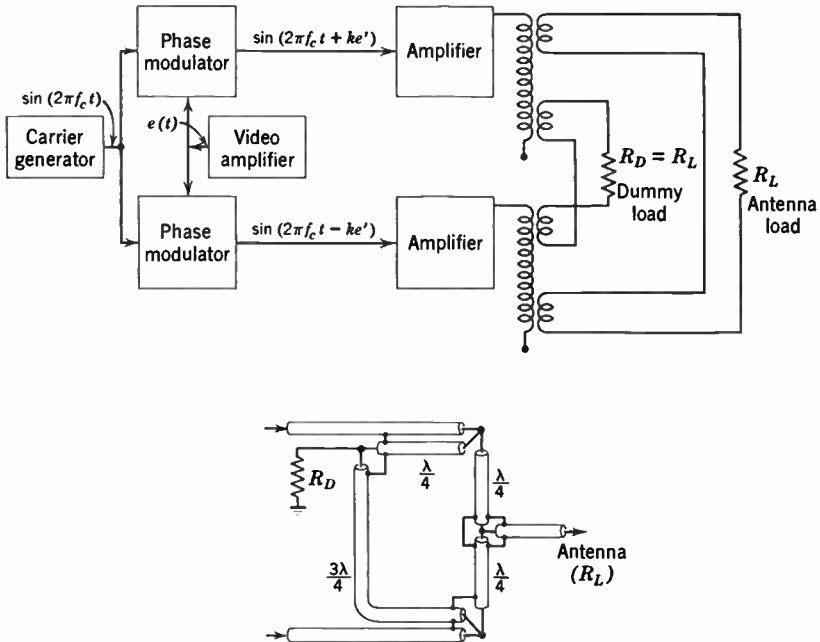 Phase
modulator
sin (2πf_c t + ke')
Amplifier
sin (2πf_c t)
Carrier
generator
e(t)
Video
amplifier
R_D = R_L
Dummy
load
R_L
Antenna
load
Phase
modulator
sin (2πf_c t − ke')
Amplifier
R_D
λ/4
λ/4
3λ/4
λ/4
Antenna
(R_L)